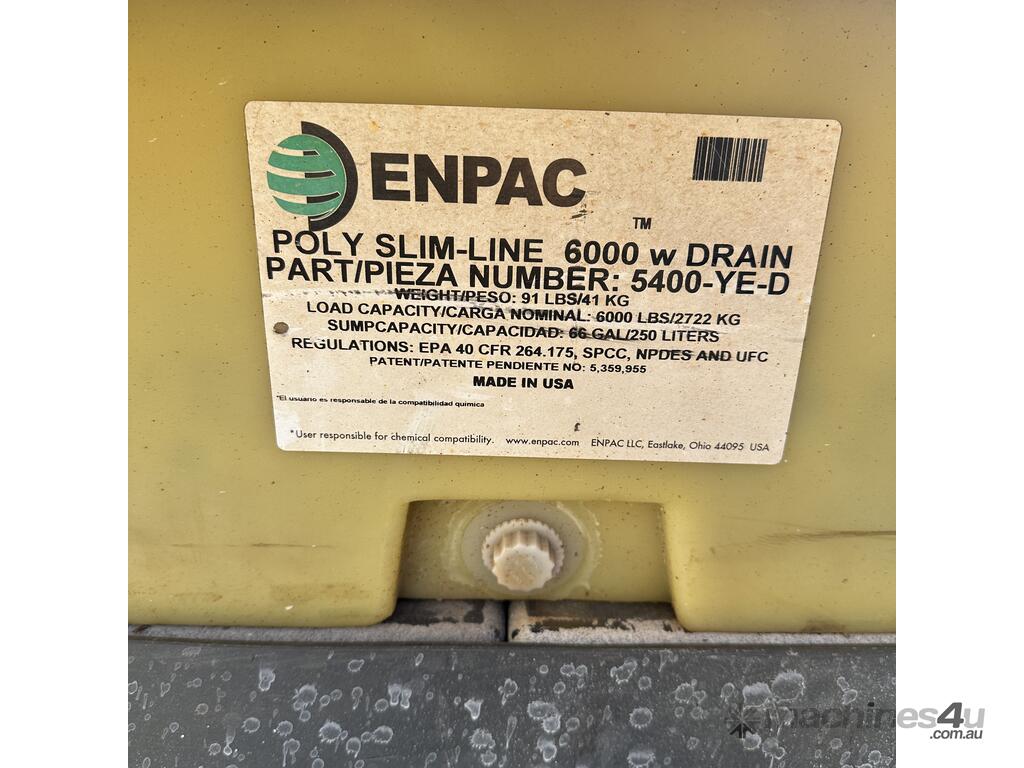 ENPAC
TM
POLY SLIM-LINE 6000 w DRAIN
PART/PIEZA NUMBER: 5400-YE-D
WEIGHT/PESO: 91 LBS/41 KG
LOAD CAPACITY/CARGA NOMINAL: 6000 LBS/2722 KG
SUMPCAPACITY/CAPACIDAD: 66 GAL/250 LITERS
REGULATIONS: EPA 40 CFR 264.175, SPCC, NPDES AND UFC
PATENT/PATENTE PENDIENTE NO: 5,359,955
MADE IN USA
*El usuario es responsable de la compatibilidad quimica
*User responsible for chemical compatibility. www.enpac.com ENPAC LLC, Eastlake, Ohio 44095 USA
machines4u
.com.au